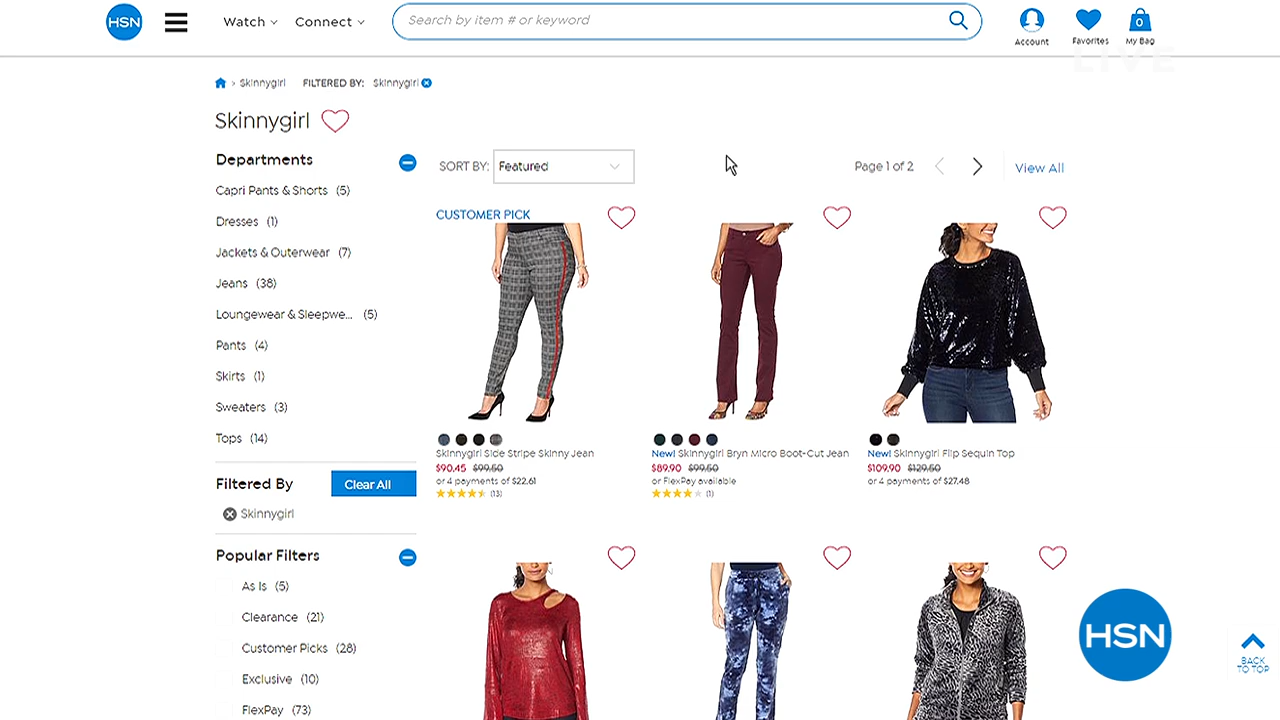 HSN
Watch
Connect
Search by item # or keyword
Account
Favorites
0
My Bag
LIVE
> Skinnygirl
FILTERED BY: Skinnygirl
Skinnygirl
Departments
Capri Pants & Shorts (5)
Dresses (1)
Jackets & Outerwear (7)
Jeans (38)
Loungewear & Sleepwe... (5)
Pants (4)
Skirts (1)
Sweaters (3)
Tops (14)
Filtered By
Clear All
Skinnygirl
Popular Filters
As Is (5)
Clearance (21)
Customer Picks (28)
Exclusive (10)
FlexPay (73)
SORT BY: Featured
Page 1 of 2
View All
CUSTOMER PICK
Skinnygirl Side Stripe Skinny Jean
$90.45 $99.50
or 4 payments of $22.61
(13)
New! Skinnygirl Bryn Micro Boot-Cut Jean
$89.90 $99.50
or FlexPay available
(1)
New! Skinnygirl Flip Sequin Top
$109.90 $129.50
or 4 payments of $27.48
HSN
BACK
TO TOP